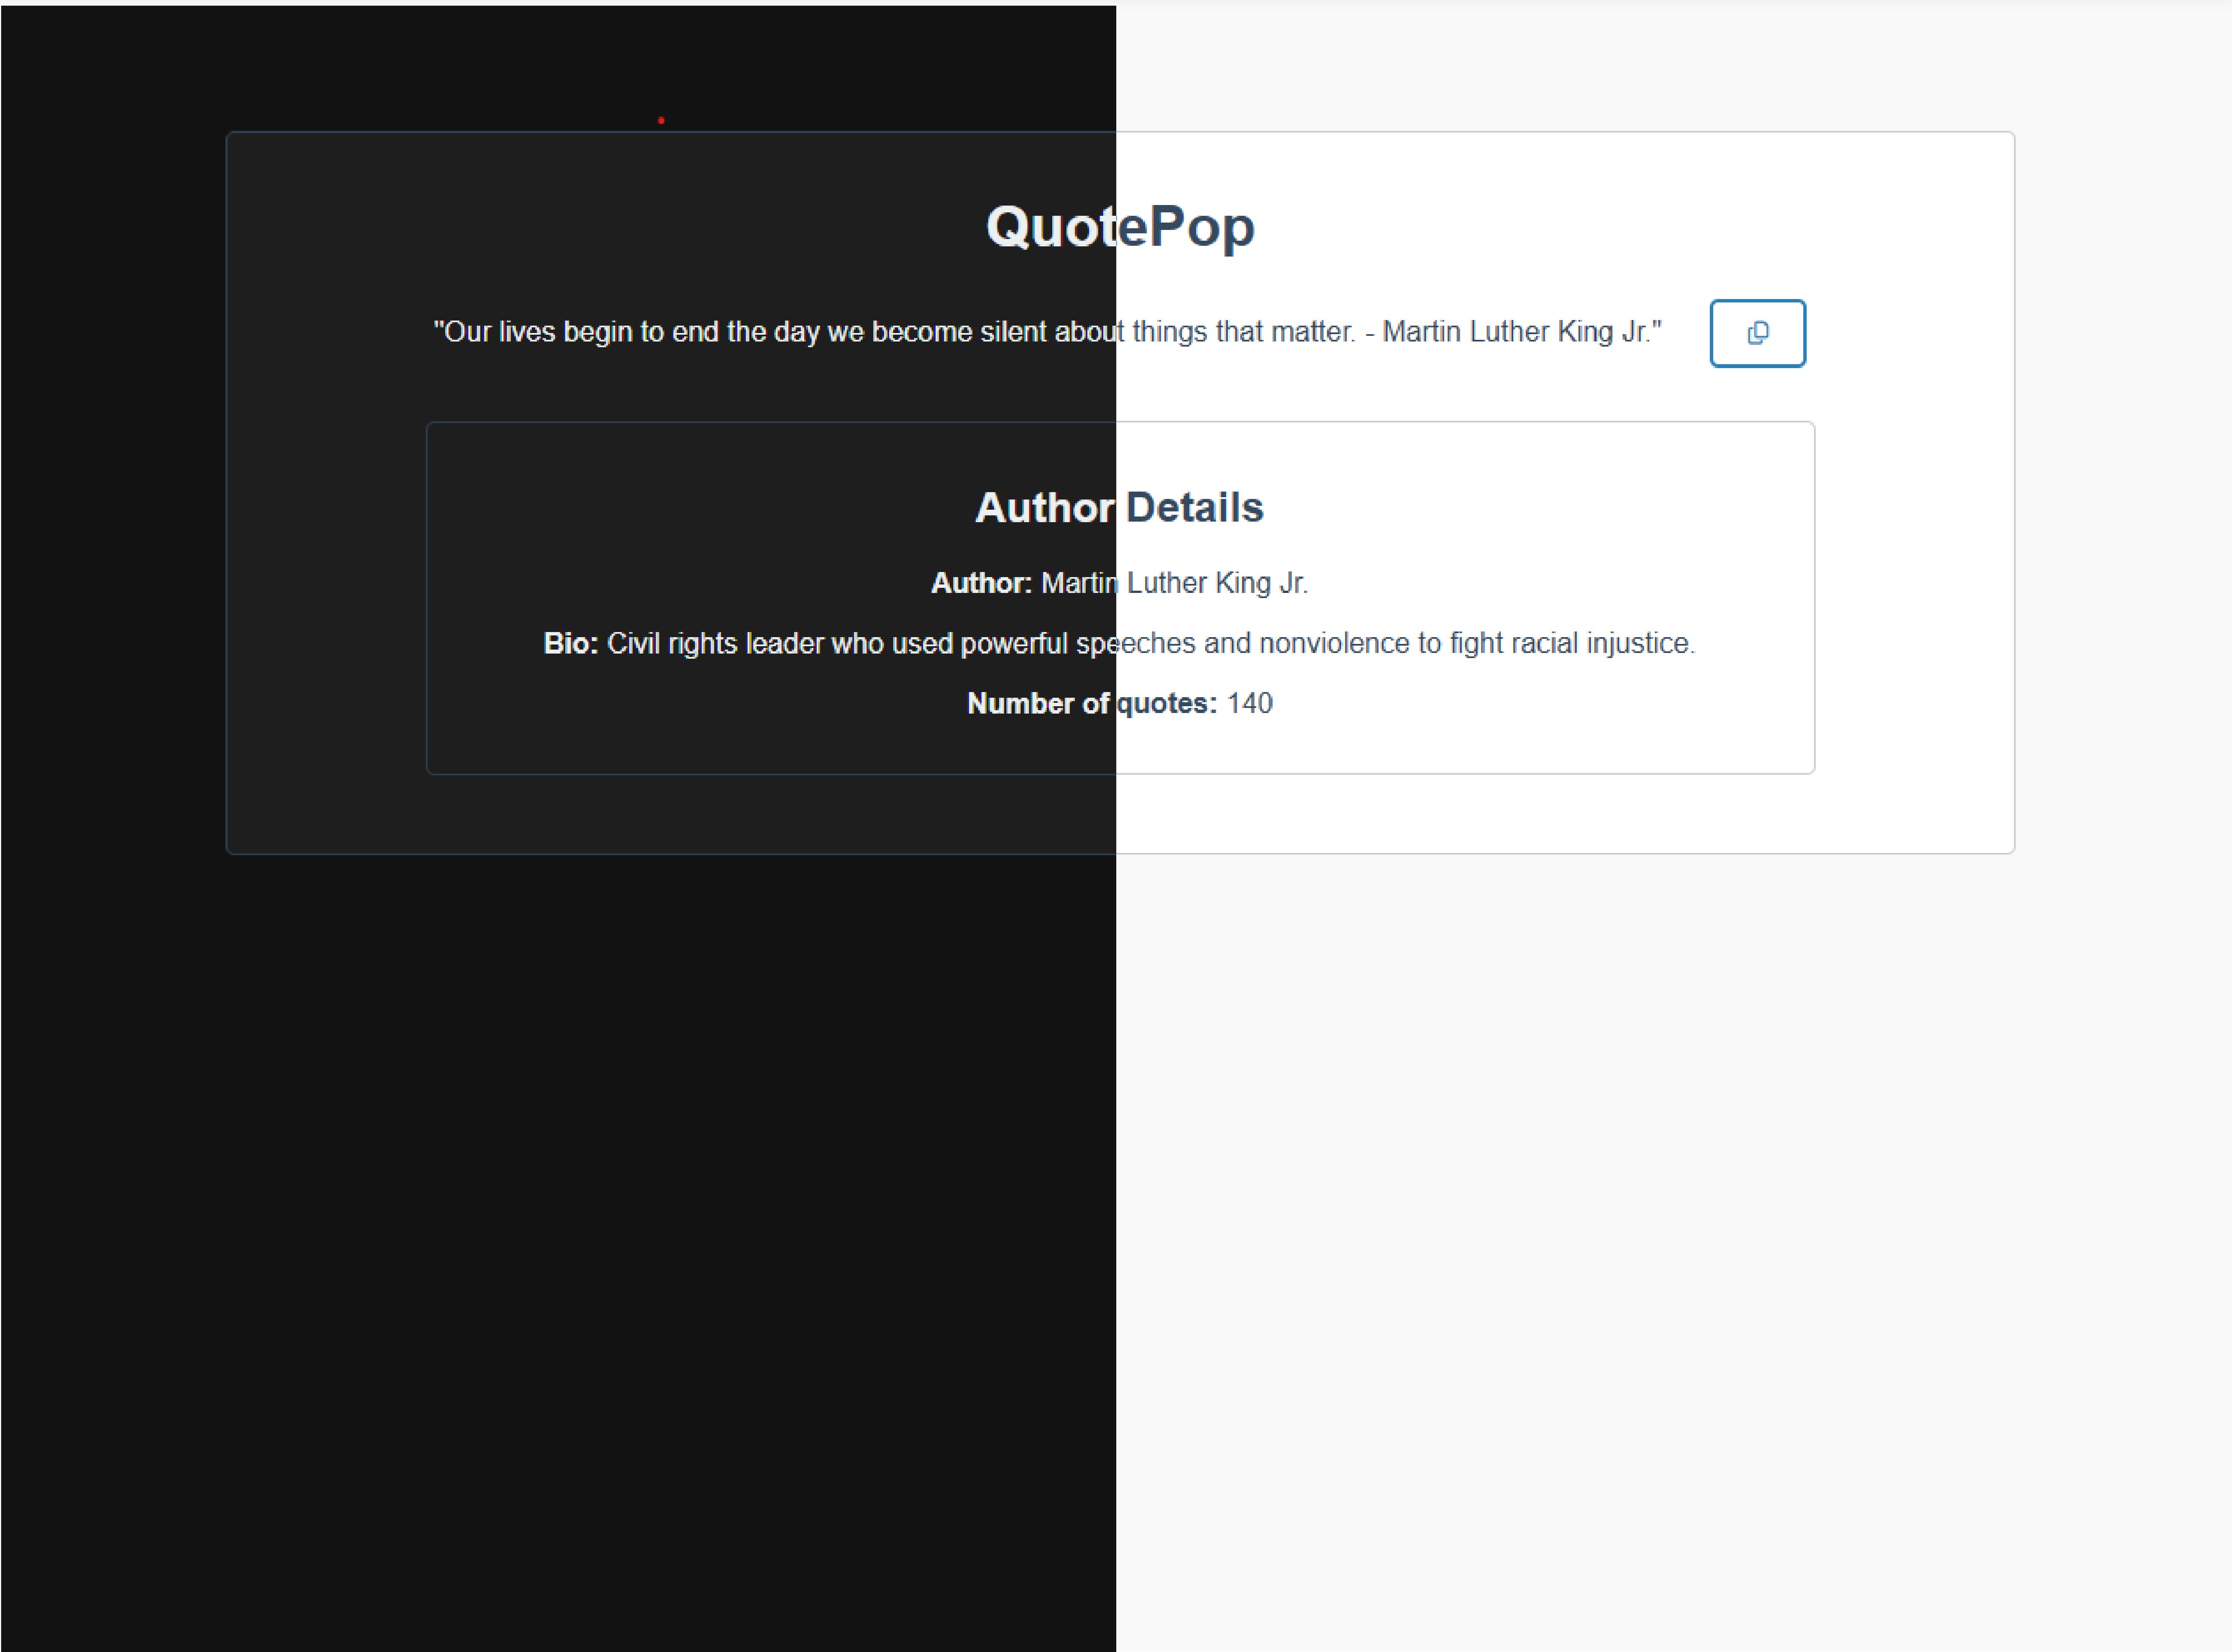 QuotePop
"Our lives begin to end the day we become silent about things that matter. - Martin Luther King Jr."
Author Details
Author: Martin Luther King Jr.
Bio: Civil rights leader who used powerful speeches and nonviolence to fight racial injustice.
Number of quotes: 140